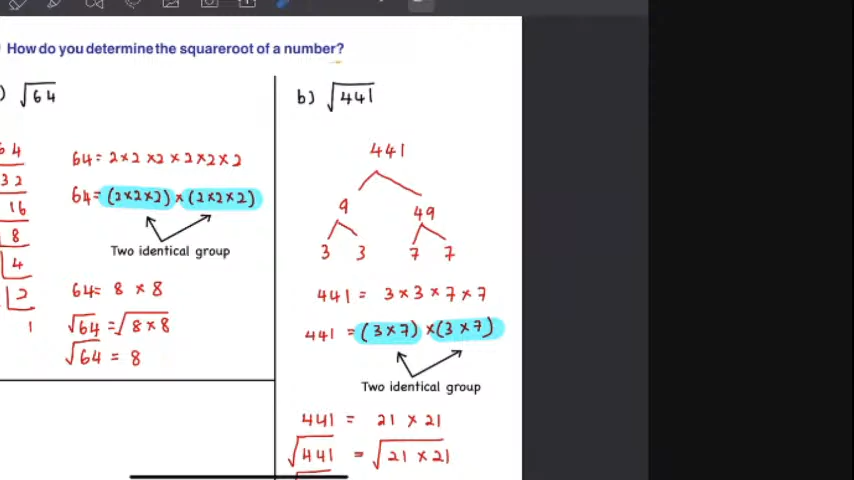 How do you determine the squareroot of a number?
) √64
64
32
16
8
4
2
1
64 = 2 × 2 × 2 × 2 × 2 × 2
64 = (2×2×2) × (2×2×2)
Two identical group
64 = 8 × 8
√64 = √8 × 8
√64 = 8
b) √441
441
9 49
3 3 7 7
441 = 3 × 3 × 7 × 7
441 = (3 × 7) × (3 × 7)
Two identical group
441 = 21 × 21
√441 = √21 × 21